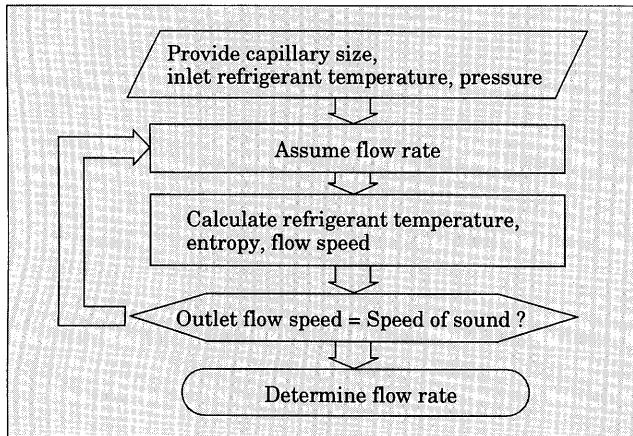 Provide capillary size,
inlet refrigerant temperature, pressure
Assume flow rate
Calculate refrigerant temperature,
entropy, flow speed
Outlet flow speed = Speed of sound ?
Determine flow rate